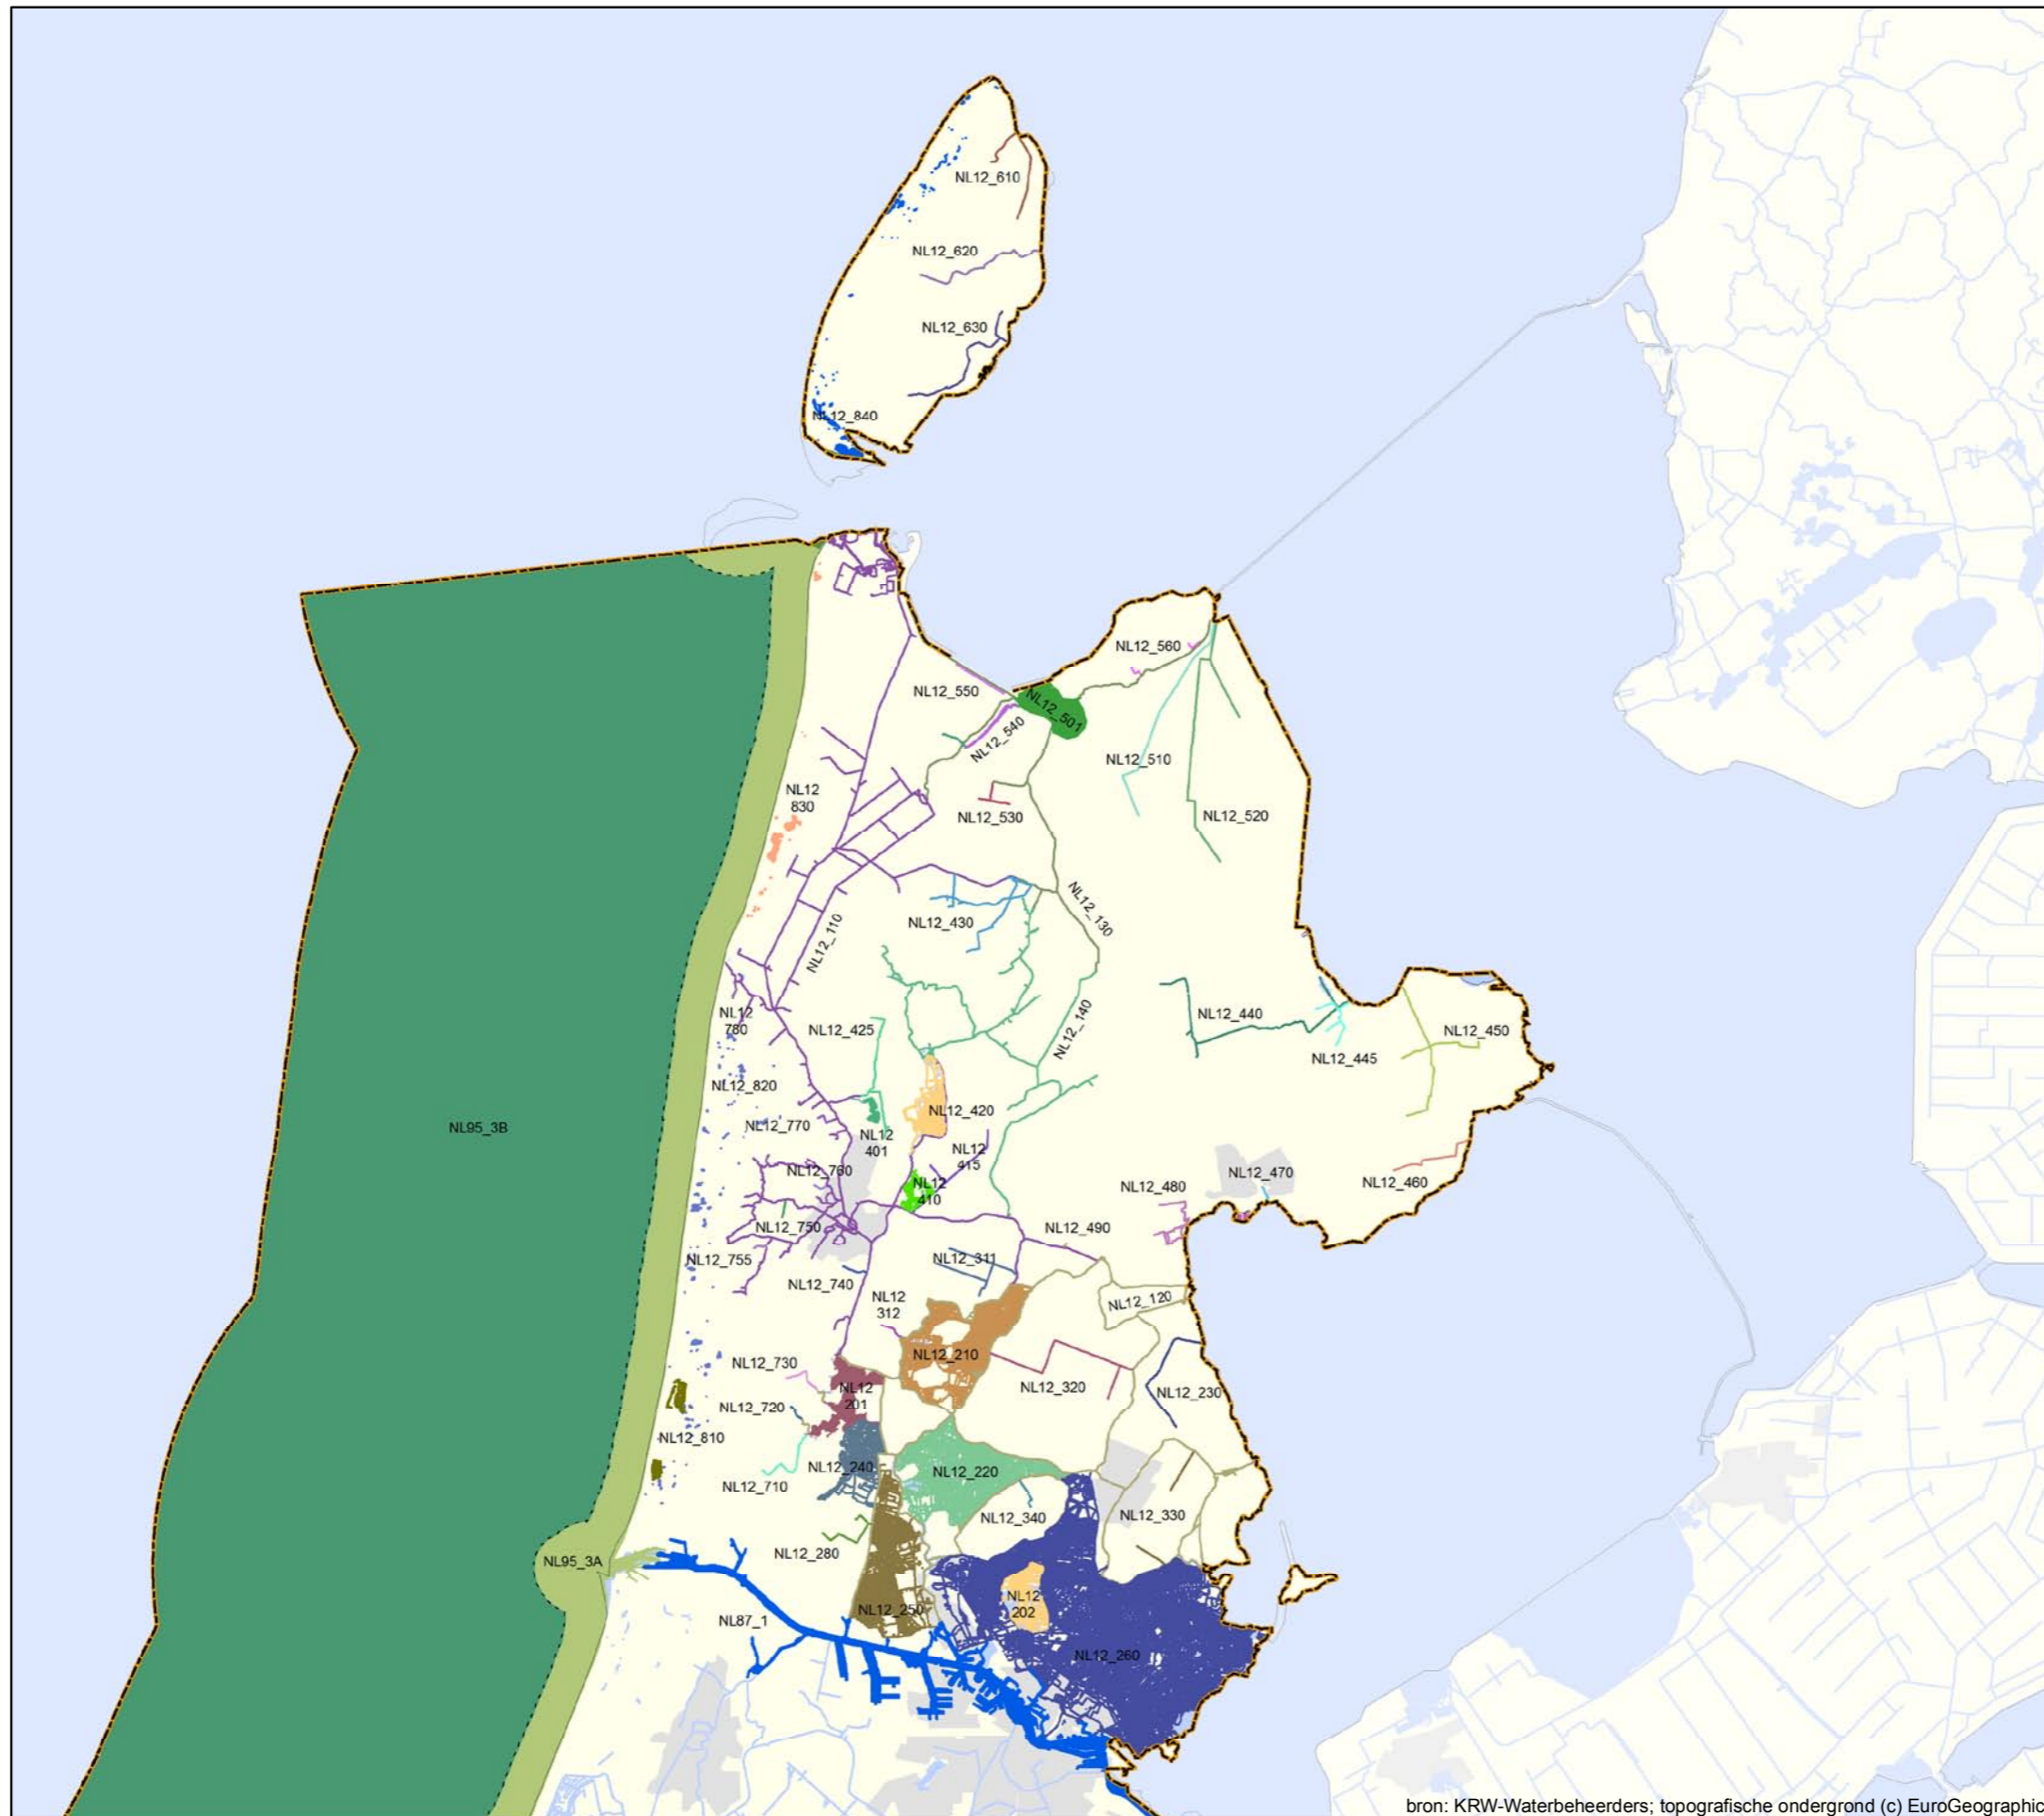 NL12_610
NL12_620
NL12_630
NL12_840
NL12_560
NL12_550
NL12_501
NL12_540
NL12_510
NL12
830
NL12_530
NL12_520
NL12_130
NL12_430
NL12_110
NL12
780
NL12_425
NL12_140
NL12_440
NL12_450
NL12_445
NL12_820
NL12_420
NL12_770
NL95_3B
NL12
401
NL12
415
NL12_760
NL12_470
NL12_460
NL12_480
NL12
410
NL12_750
NL12_490
NL12_755
NL12_311
NL12_740
NL12
312
NL12_120
NL12_210
NL12_730
NL12_320
NL12_230
NL12
201
NL12_720
NL12_810
NL12_240
NL12_220
NL12_710
NL12_340
NL12_330
NL12_280
NL95_3A
NL12
202
NL12_250
NL87_1
NL12_260
bron: KRW-Waterbeheerders; topografische ondergrond (c) EuroGeographic